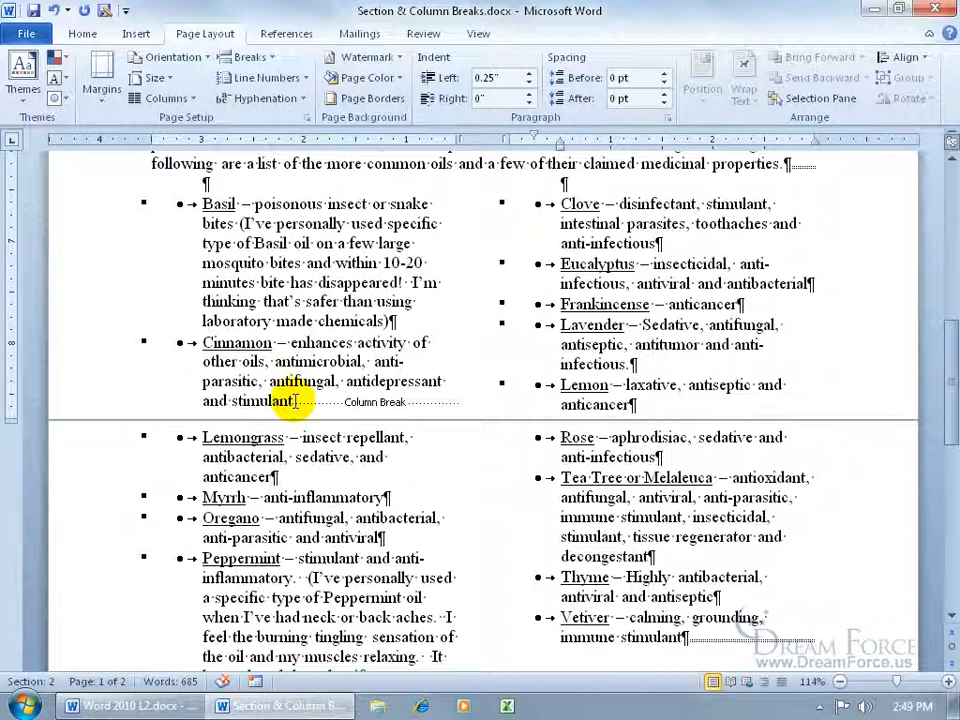 Section & Column Breaks.docx - Microsoft Word
File Home Insert Page Layout References Mailings Review View
Themes
Themes
Margins
Orientation Breaks
Size Line Numbers
Columns Hyphenation
Page Setup
Watermark
Page Color
Page Borders
Page Background
Indent
Left: 0.25"
Right: 0"
Spacing
Before: 0 pt
After: 0 pt
Paragraph
Position
Wrap Text
Bring Forward
Send Backward
Selection Pane
Align
Group
Rotate
Arrange
following are a list of the more common oils and a few of their claimed medicinal properties.¶
¶
Basil – poisonous insect or snake
bites (I've personally used specific
type of Basil oil on a few large
mosquito bites and within 10-20
minutes bite has disappeared! I'm
thinking that's safer than using
laboratory made chemicals)¶
Cinnamon – enhances activity of
other oils, antimicrobial, anti-
parasitic, antifungal, antidepressant
and stimulant Column Break
¶
Clove – disinfectant, stimulant,
intestinal parasites, toothaches and
anti-infectious¶
Eucalyptus – insecticidal, anti-
infectious, antiviral and antibacterial¶
Frankincense – anticancer¶
Lavender – Sedative, antifungal,
antiseptic, antitumor and anti-
infectious.¶
Lemon – laxative, antiseptic and
anticancer¶
Lemongrass – insect repellant,
antibacterial, sedative, and
anticancer¶
Myrrh – anti-inflammatory¶
Oregano – antifungal, antibacterial,
anti-parasitic and antiviral¶
Peppermint – stimulant and anti-
inflammatory. (I've personally used
a specific type of Peppermint oil
when I've had neck or back aches. I
feel the burning tingling sensation of
the oil and my muscles relaxing. It
Rose – aphrodisiac, sedative and
anti-infectious¶
Tea Tree or Melaleuca – antioxidant,
antifungal, antiviral, anti-parasitic,
immune stimulant, insecticidal,
stimulant, tissue regenerator and
decongestant¶
Thyme – Highly antibacterial,
antiviral and antiseptic¶
Vetiver – calming, grounding,
immune stimulant¶
DREAM FORCE
www.DreamForce.us
Section: 2 Page: 1 of 2 Words: 685 114%
Word 2010 L2.docx - ... Section & Column B... 2:49 PM